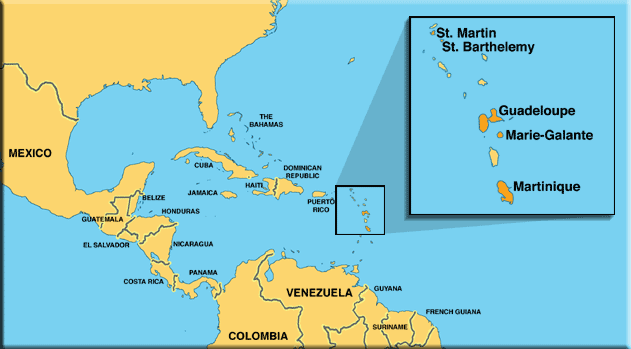 St. Martin
St. Barthelemy
Guadeloupe
Marie-Galante
Martinique
THE
BAHAMAS
MEXICO
CUBA
DOMINICAN
REPUBLIC
HAITI
JAMAICA
PUERTO
RICO
BELIZE
HONDURAS
GUATEMALA
EL SALVADOR
NICARAGUA
COSTA RICA
PANAMA
VENEZUELA
GUYANA
FRENCH GUIANA
SURINAME
COLOMBIA